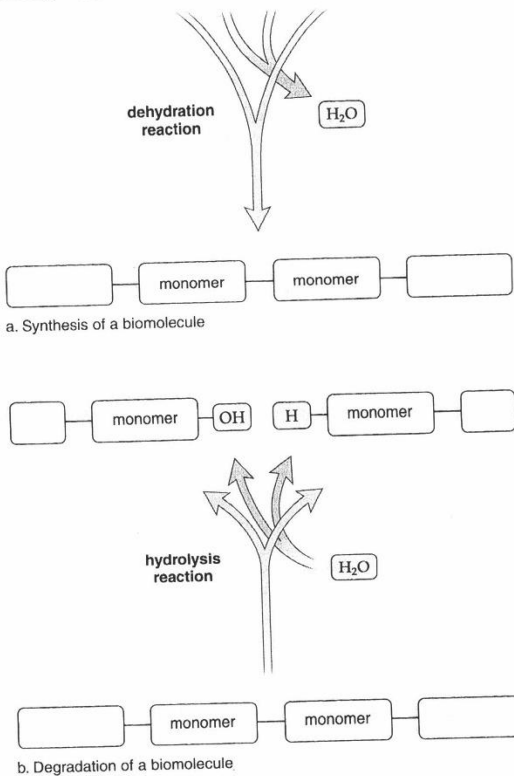 dehydration
reaction
H₂O
monomer monomer
a. Synthesis of a biomolecule
monomer OH H monomer
hydrolysis
reaction
H₂O
monomer monomer
b. Degradation of a biomolecule